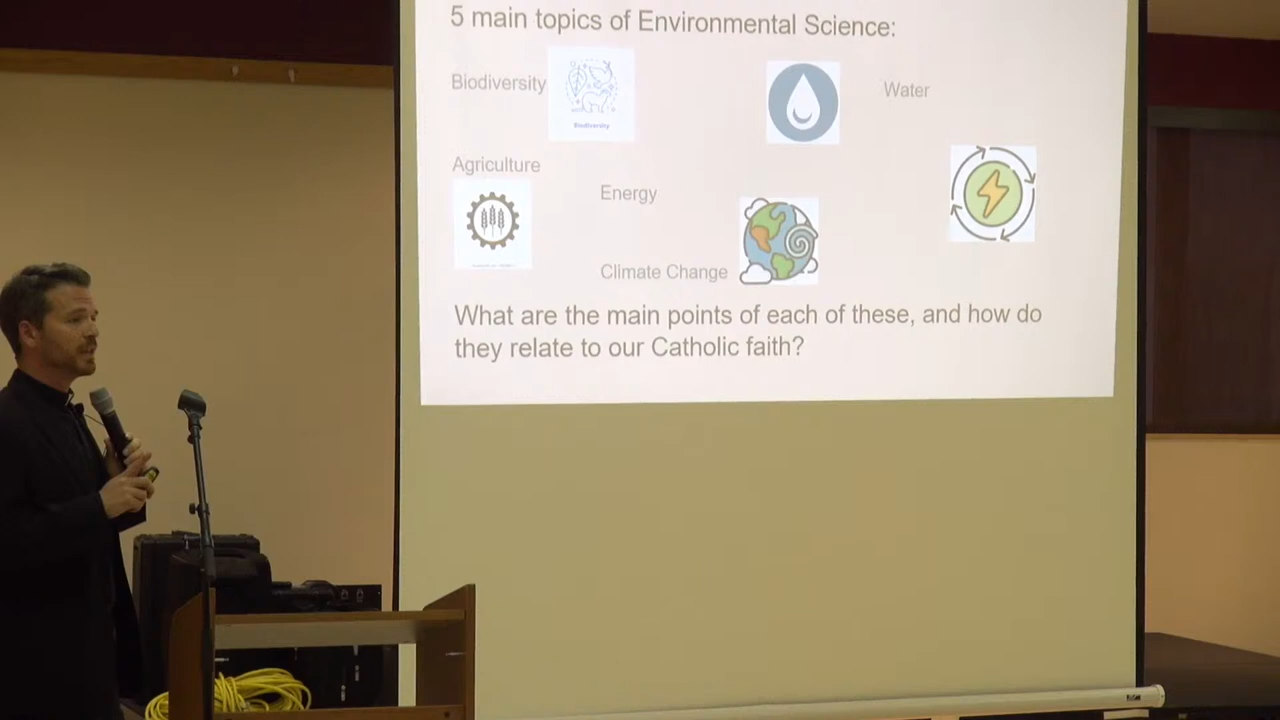 5 main topics of Environmental Science:
Biodiversity
Biodiversity
Water
Agriculture
Energy
Climate Change
What are the main points of each of these, and how do
they relate to our Catholic faith?